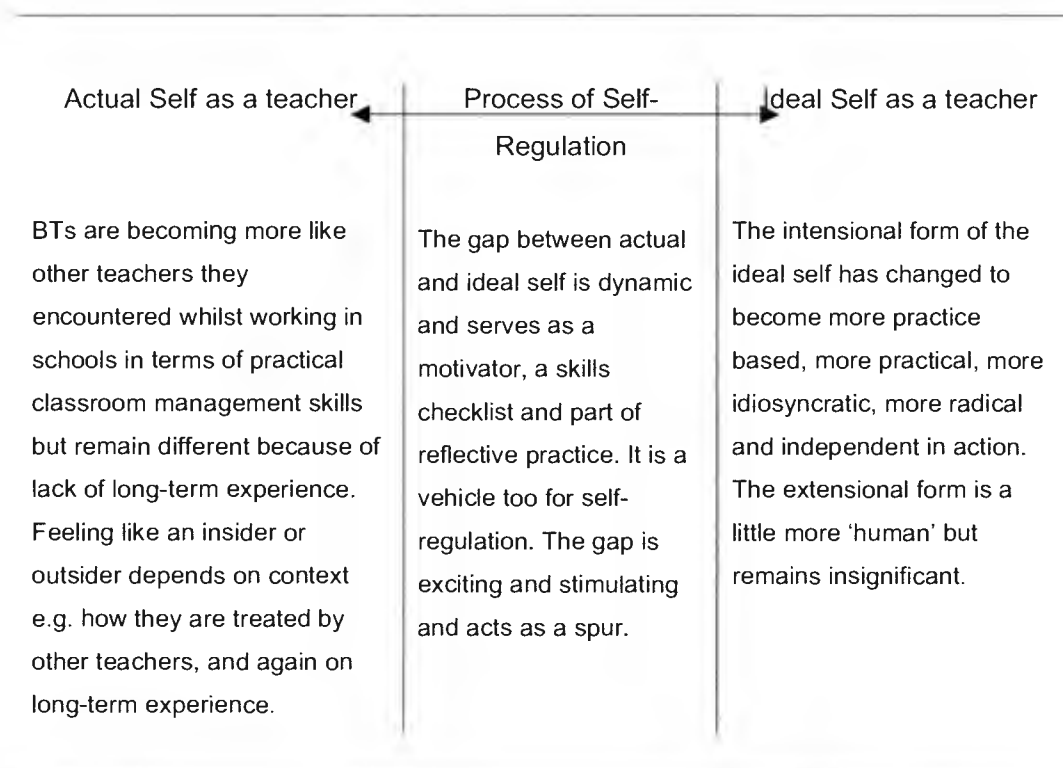 Actual Self as a teacher
BTs are becoming more like
other teachers they
encountered whilst working in
schools in terms of practical
classroom management skills
but remain different because of
lack of long-term experience.
Feeling like an insider or
outsider depends on context
e.g. how they are treated by
other teachers, and again on
long-term experience.
Process of Self-
Regulation
The gap between actual
and ideal self is dynamic
and serves as a
motivator, a skills
checklist and part of
reflective practice. It is a
vehicle too for self-
regulation. The gap is
exciting and stimulating
and acts as a spur.
Ideal Self as a teacher
The intensional form of the
ideal self has changed to
become more practice
based, more practical, more
idiosyncratic, more radical
and independent in action.
The extensional form is a
little more ‘human’ but
remains insignificant.